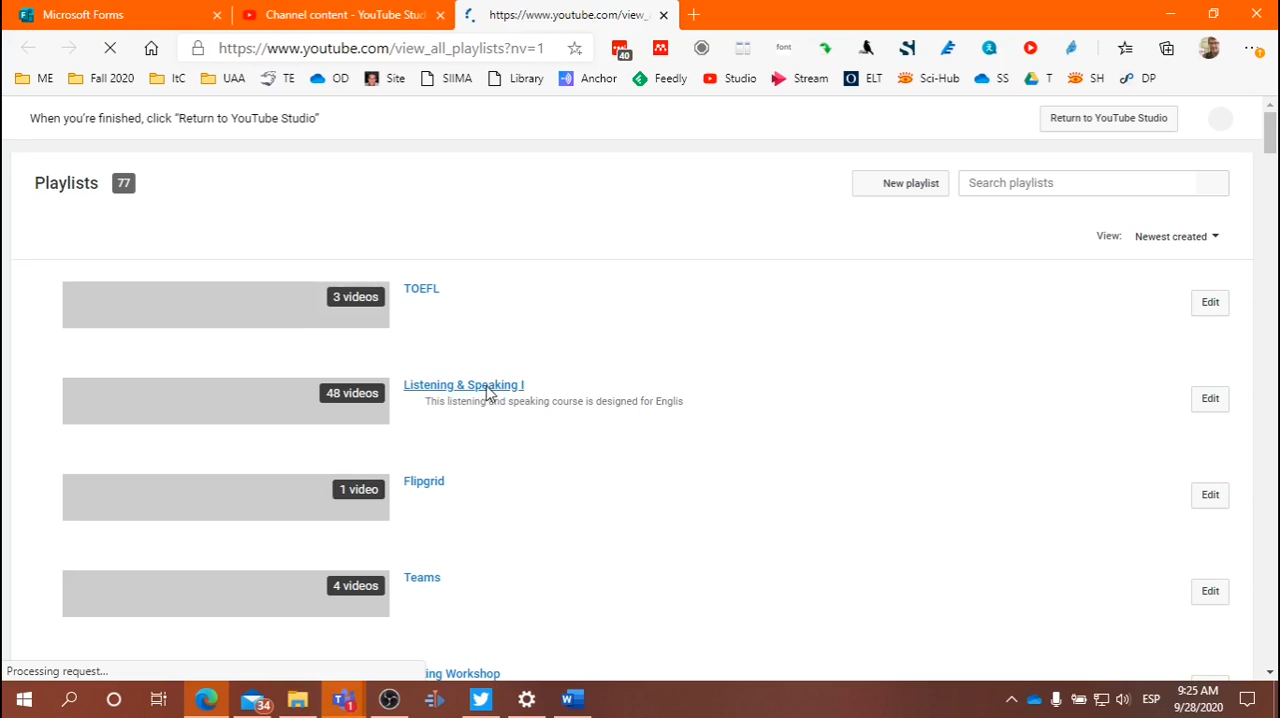 Microsoft Forms
Channel content - YouTube Stud
https://www.youtube.com/view_
https://www.youtube.com/view_all_playlists?nv=1
40
font
ME
Fall 2020
ItC
UAA
TE
OD
Site
SIIMA
Library
Anchor
Feedly
Studio
Stream
ELT
Sci-Hub
SS
T
SH
DP
When you're finished, click “Return to YouTube Studio”
Return to YouTube Studio
Playlists 77
New playlist
Search playlists
View: Newest created
3 videos
TOEFL
Edit
48 videos
Listening & Speaking I
This listening and speaking course is designed for Englis
Edit
1 video
Flipgrid
Edit
4 videos
Teams
Edit
ing Workshop
Processing request...
34
1
ESP
9:25 AM
9/28/2020